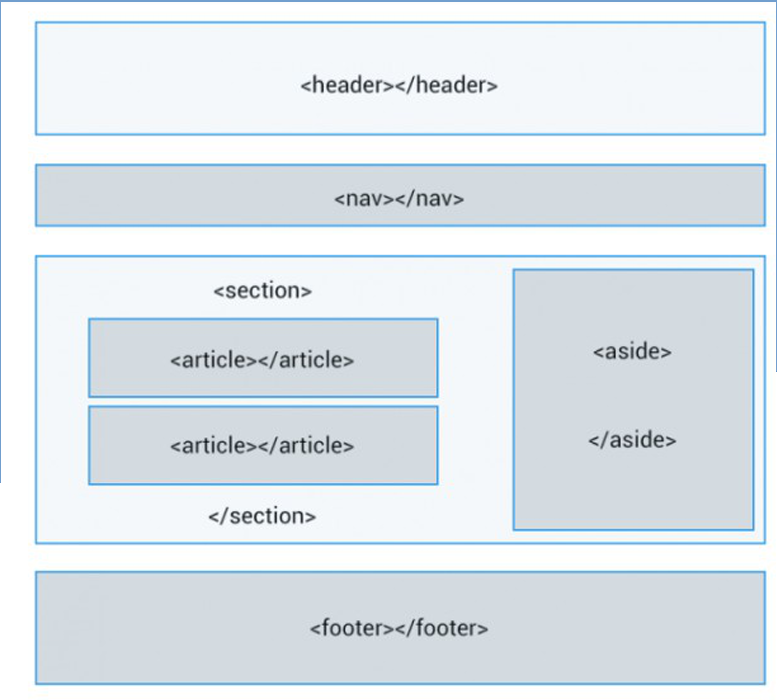 <header></header>
<nav></nav>
<section>
<article></article>
<article></article>
</section>
<aside>
</aside>
<footer></footer>